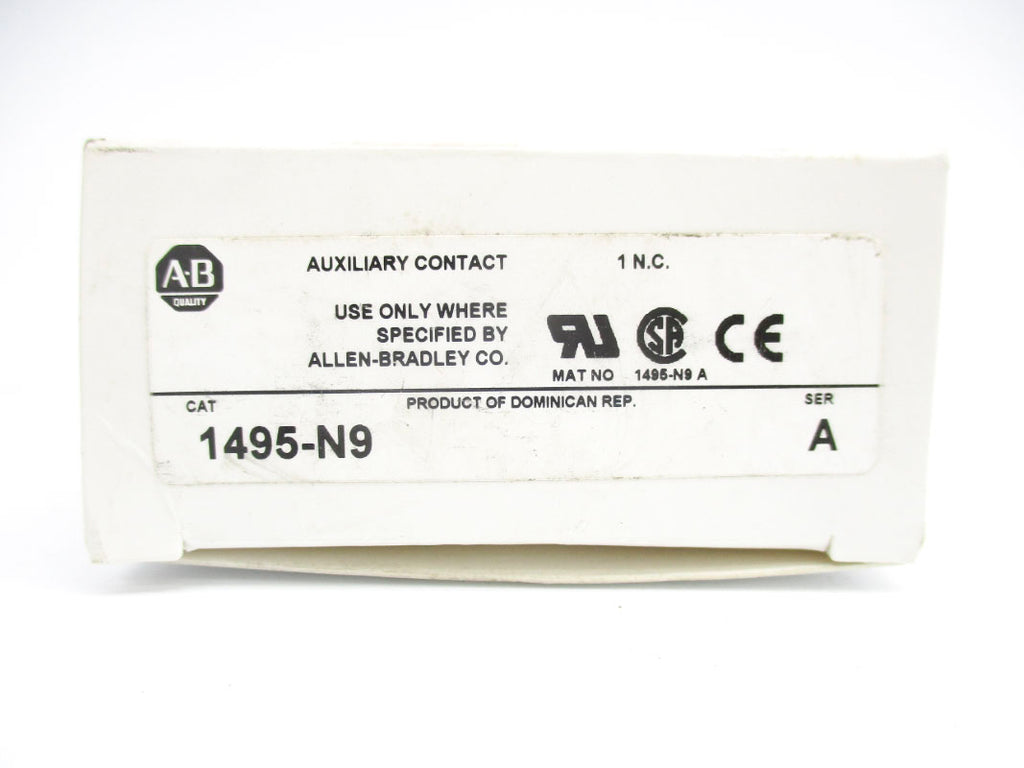 A-B
QUALITY
AUXILIARY CONTACT 1 N.C.
USE ONLY WHERE
SPECIFIED BY
ALLEN-BRADLEY CO.
MAT NO 1495-N9 A
PRODUCT OF DOMINICAN REP.
CAT SER
1495-N9 A